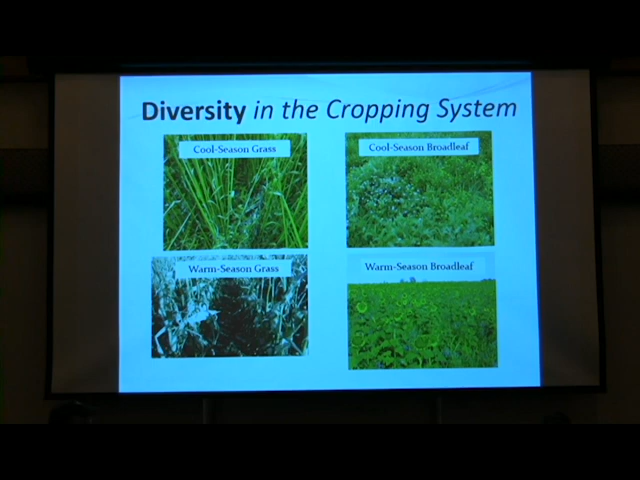 Diversity in the Cropping System
Cool-Season Grass
Cool-Season Broadleaf
Warm-Season Grass
Warm-Season Broadleaf